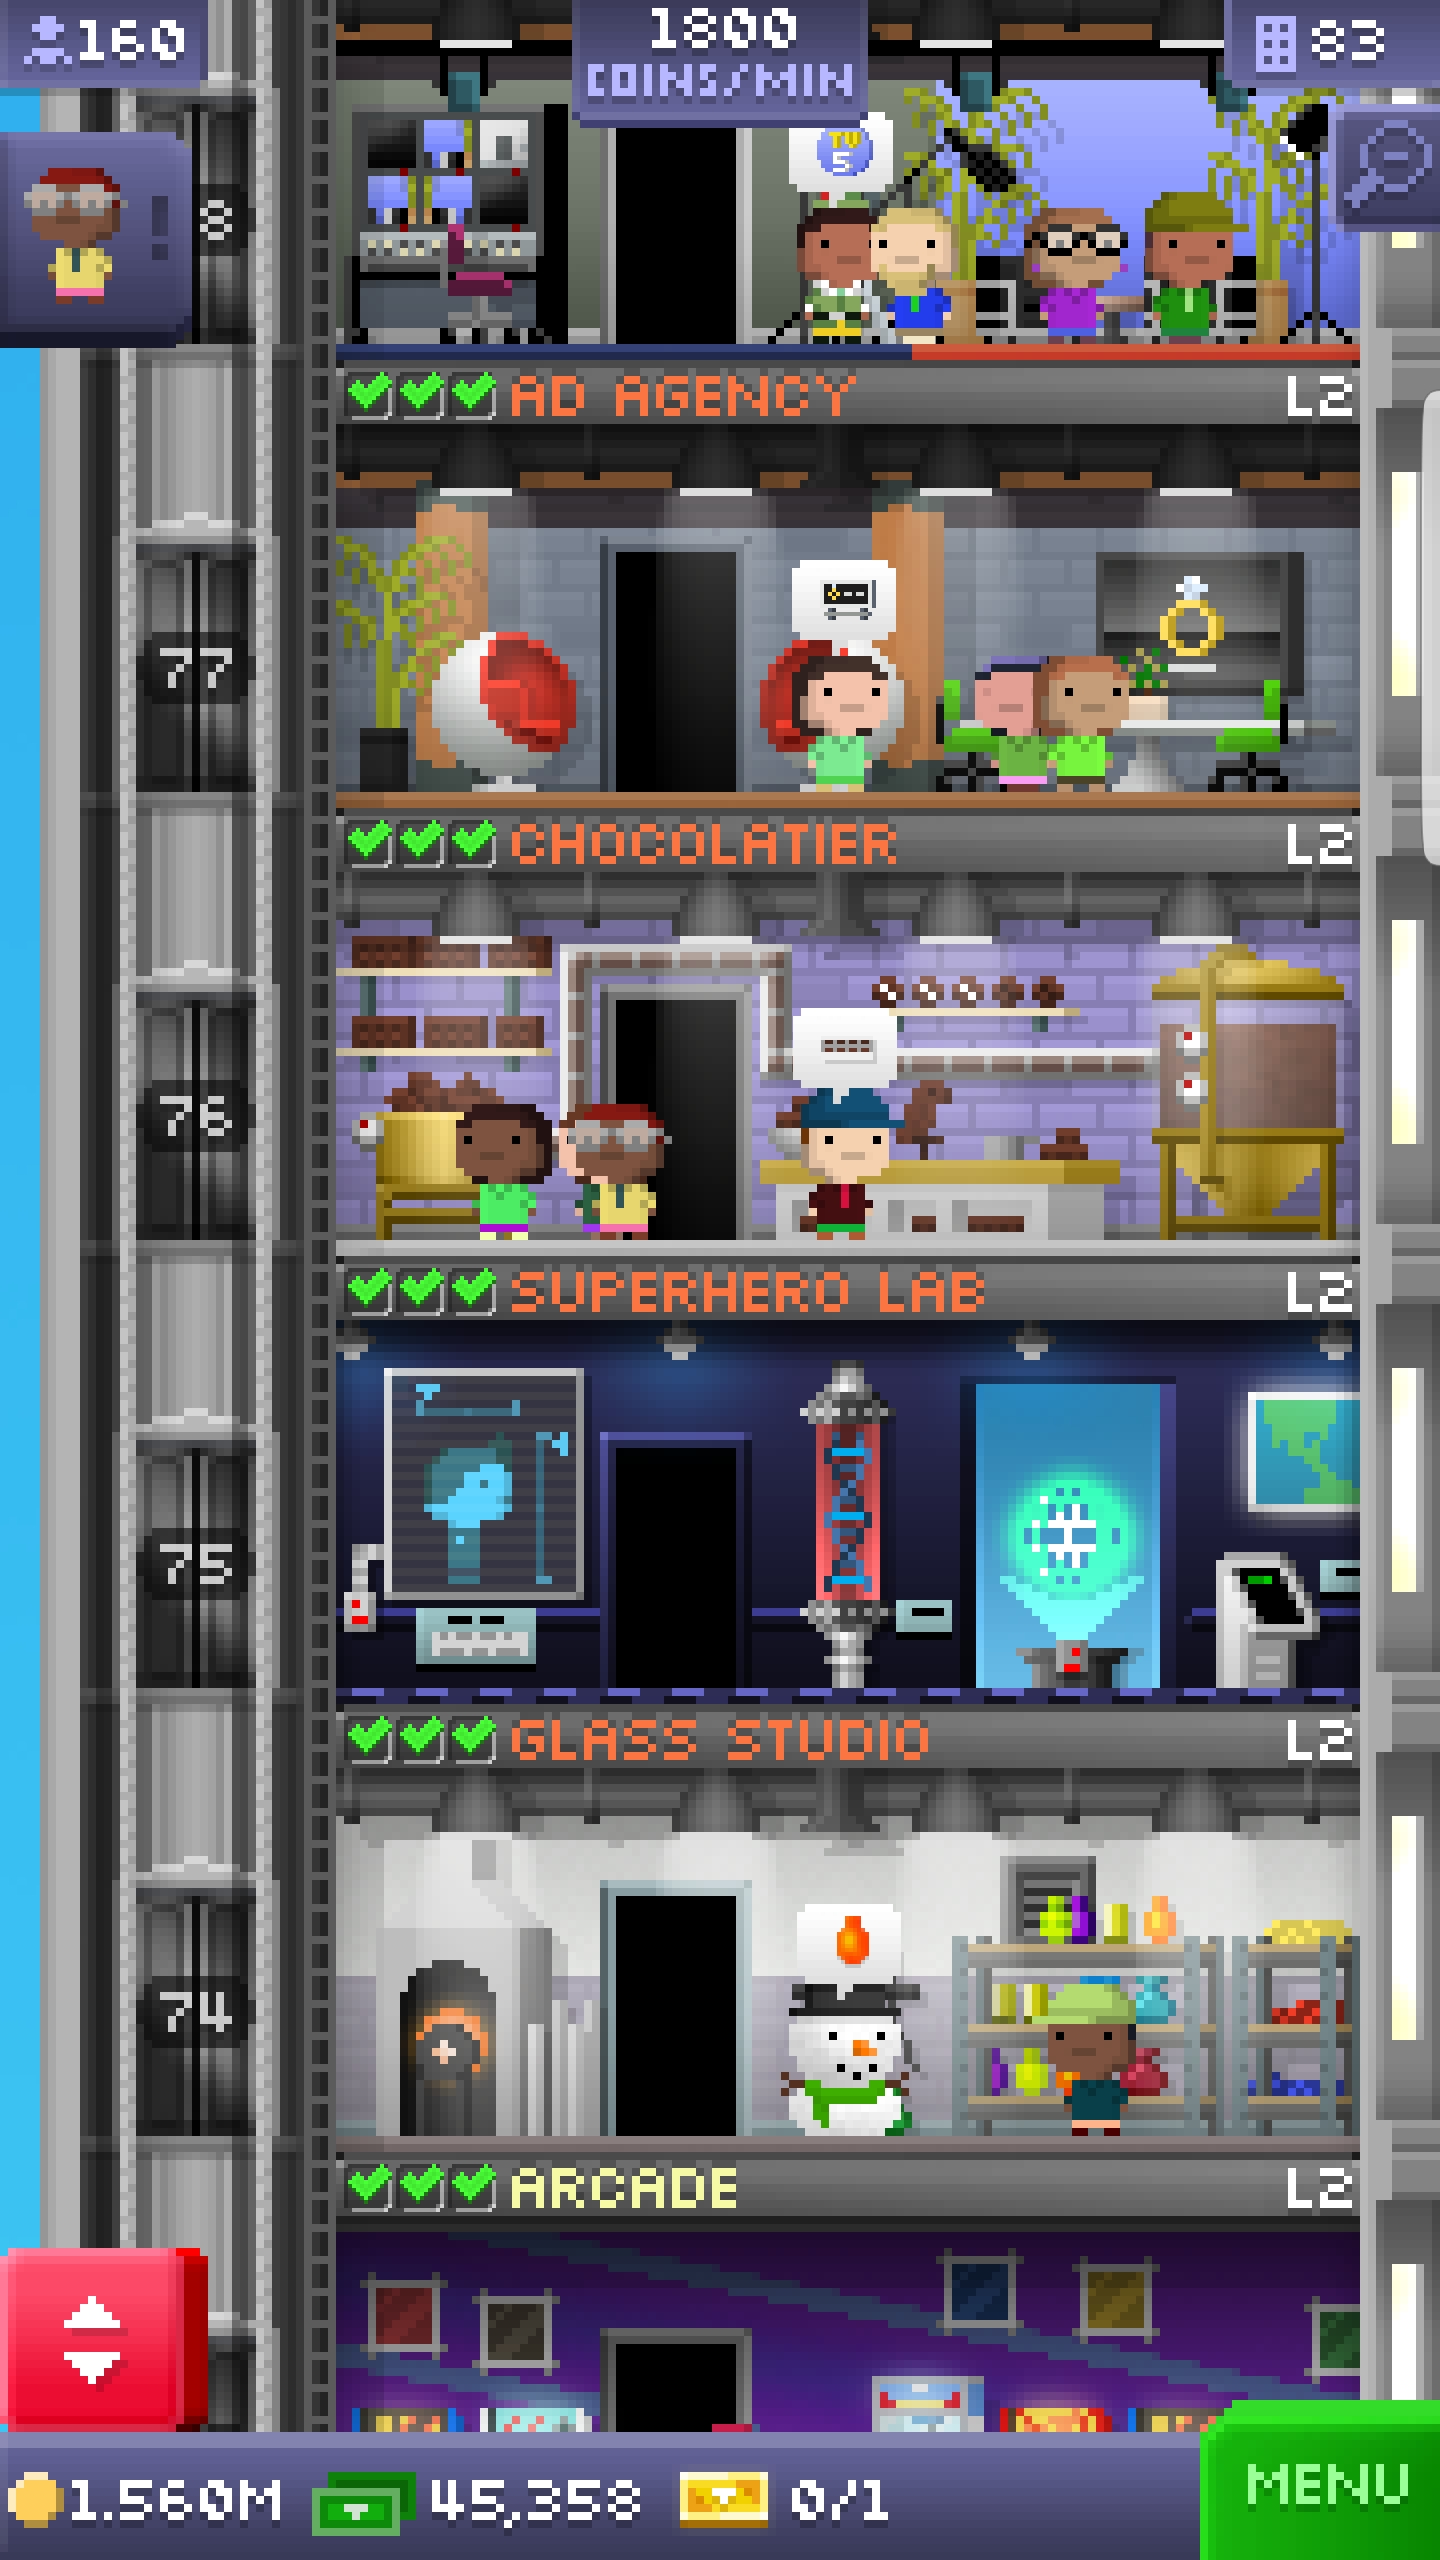 160
1800
COINS/MIN
83
TV
5
!
8
AD AGENCY L2
77
CHOCOLATIER L2
76
SUPERHERO LAB L2
75
GLASS STUDIO L2
74
ARCADE L2
1.560M 45,358 0/1
MENU